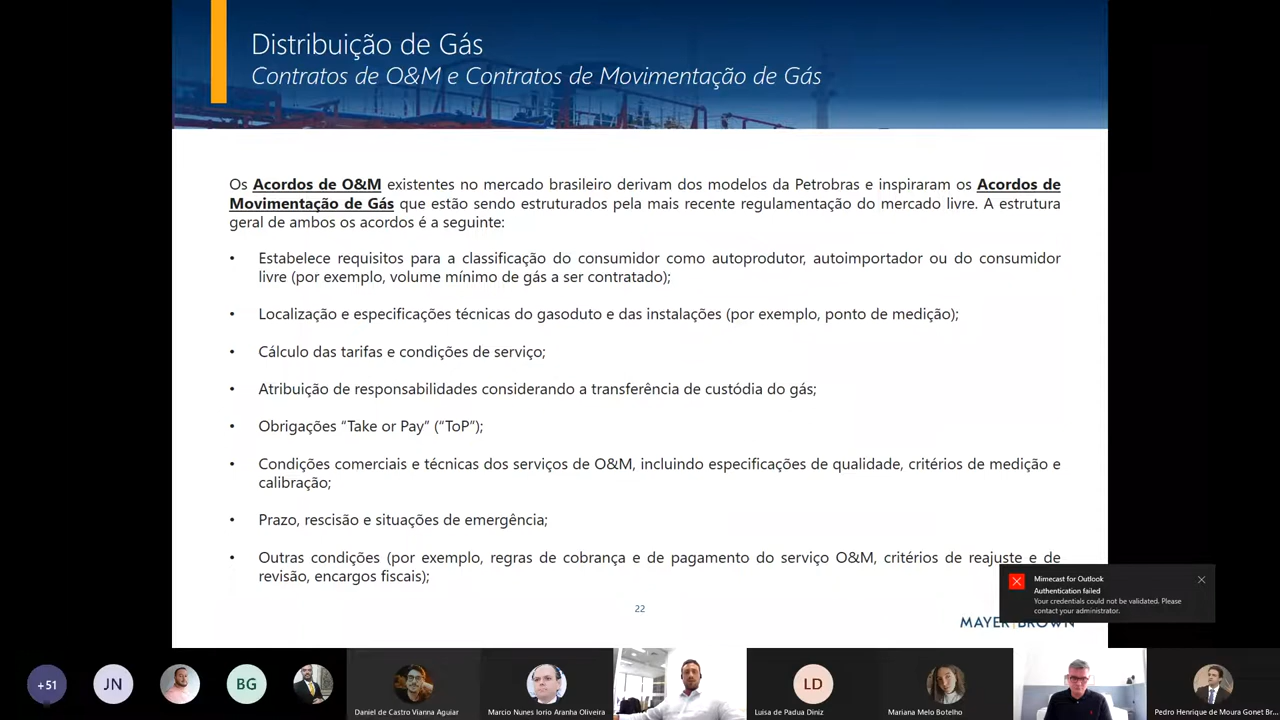 Distribuição de Gás
Contratos de O&M e Contratos de Movimentação de Gás
Os Acordos de O&M existentes no mercado brasileiro derivam dos modelos da Petrobras e inspiraram os Acordos de
Movimentação de Gás que estão sendo estruturados pela mais recente regulamentação do mercado livre. A estrutura
geral de ambos os acordos é a seguinte:
• Estabelece requisitos para a classificação do consumidor como autoprodutor, autoimportador ou do consumidor
livre (por exemplo, volume mínimo de gás a ser contratado);
• Localização e especificações técnicas do gasoduto e das instalações (por exemplo, ponto de medição);
• Cálculo das tarifas e condições de serviço;
• Atribuição de responsabilidades considerando a transferência de custódia do gás;
• Obrigações “Take or Pay” (“ToP”);
• Condições comerciais e técnicas dos serviços de O&M, incluindo especificações de qualidade, critérios de medição e
calibração;
• Prazo, rescisão e situações de emergência;
• Outras condições (por exemplo, regras de cobrança e de pagamento do serviço O&M, critérios de reajuste e de
revisão, encargos fiscais);
Mimecast for Outlook
Authentication failed
Your credentials could not be validated. Please
contact your administrator.
22
MAYER BROWN
+51
JN
BG
LD
Daniel de Castro Vianna Aguiar
Marcio Nunes Iorio Aranha Oliveira
Luisa de Padua Diniz
Mariana Melo Botelho
Pedro Henrique de Moura Gonet Br...